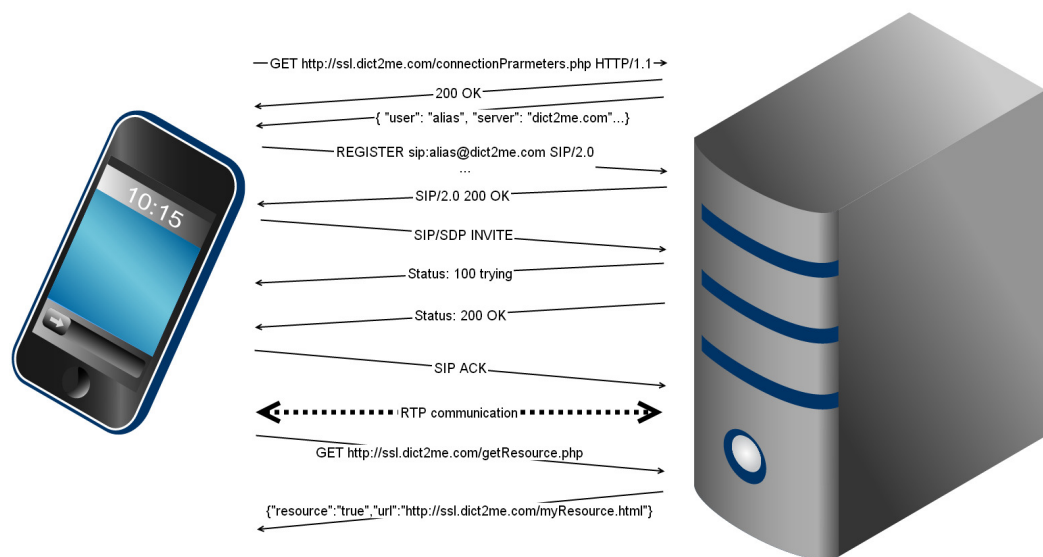 GET http://ssl.dict2me.com/connectionPrarmeters.php HTTP/1.1
200 OK
{ "user": "alias", "server": "dict2me.com"...}
REGISTER sip:alias@dict2me.com SIP/2.0
...
SIP/2.0 200 OK
SIP/SDP INVITE
Status: 100 trying
Status: 200 OK
SIP ACK
RTP communication
GET http://ssl.dict2me.com/getResource.php
{"resource":"true","url":"http://ssl.dict2me.com/myResource.html"}
10:15